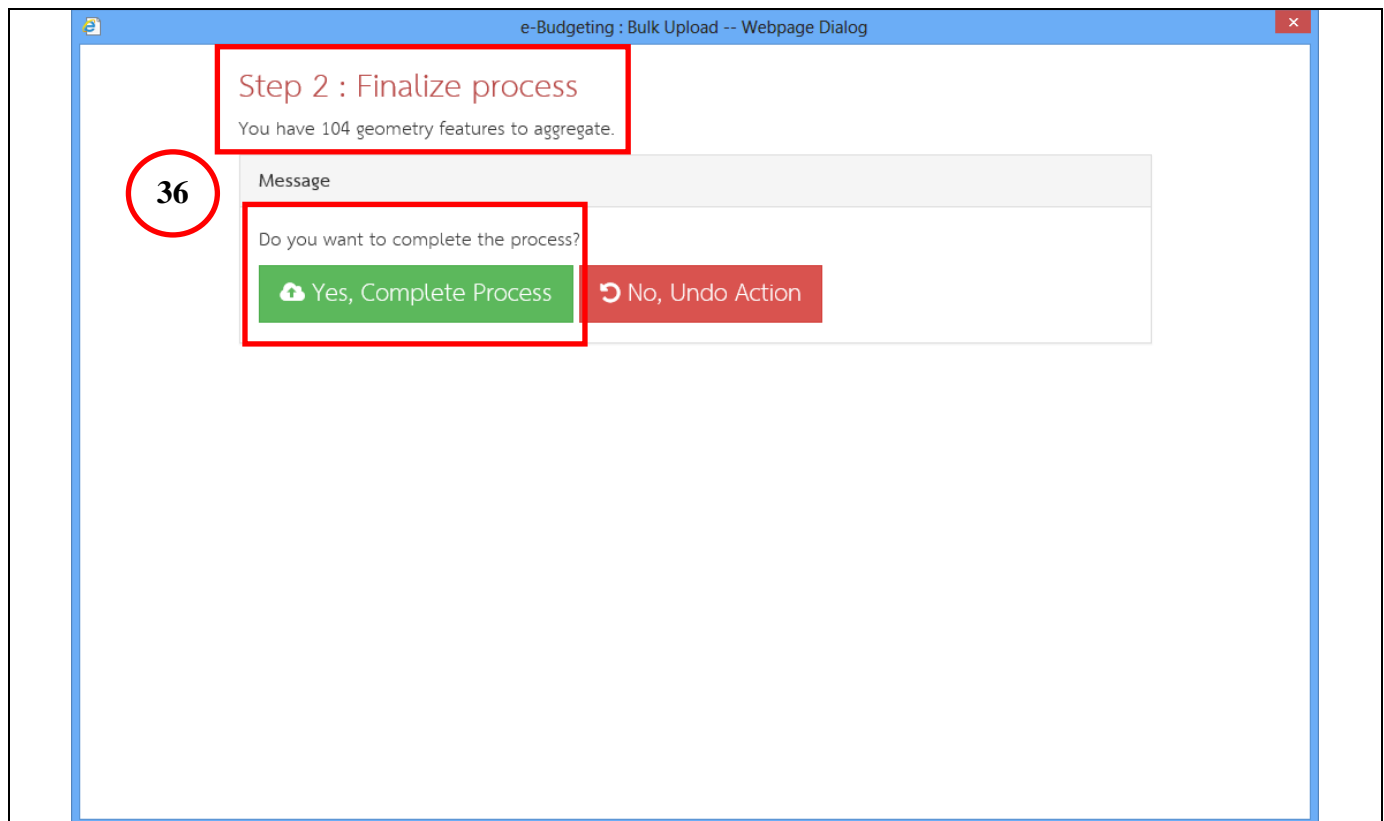 e-Budgeting : Bulk Upload -- Webpage Dialog
Step 2 : Finalize process
You have 104 geometry features to aggregate.
36
Message
Do you want to complete the process?
Yes, Complete Process
No, Undo Action